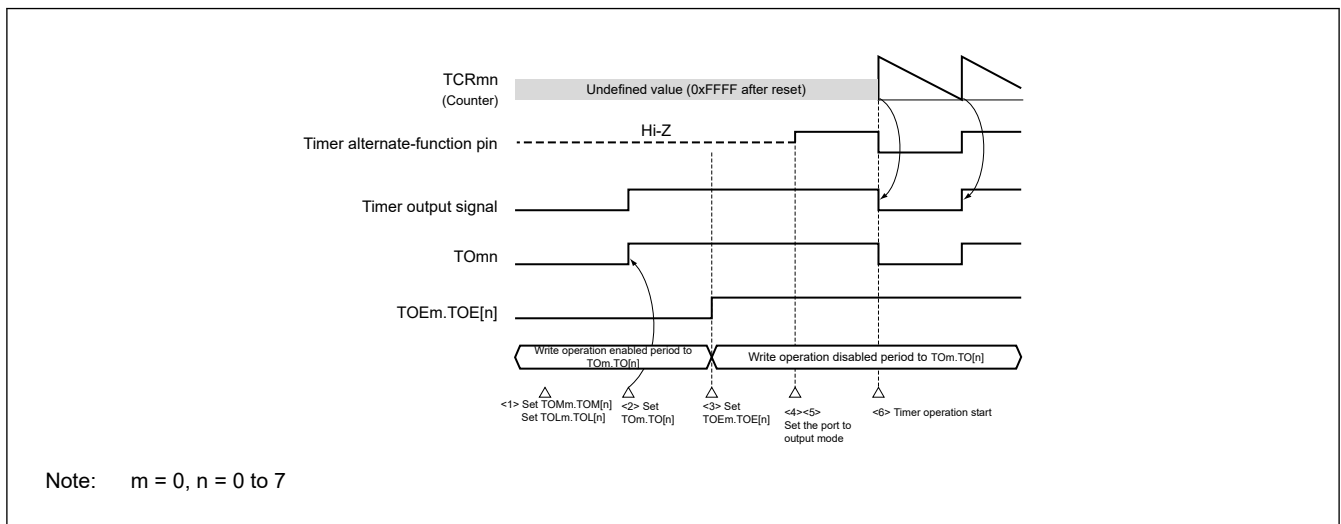 TCRmn
(Counter)
Undefined value (0xFFFF after reset)
Timer alternate-function pin
Hi-Z
Timer output signal
TOmn
TOEm.TOE[n]
Write operation enabled period to
TOm.TO[n]
Write operation disabled period to TOm.TO[n]
<1> Set TOMm.TOM[n]
Set TOLm.TOL[n]
<2> Set
TOm.TO[n]
<3> Set
TOEm.TOE[n]
<4><5>
Set the port to
output mode
<6> Timer operation start
Note: m = 0, n = 0 to 7